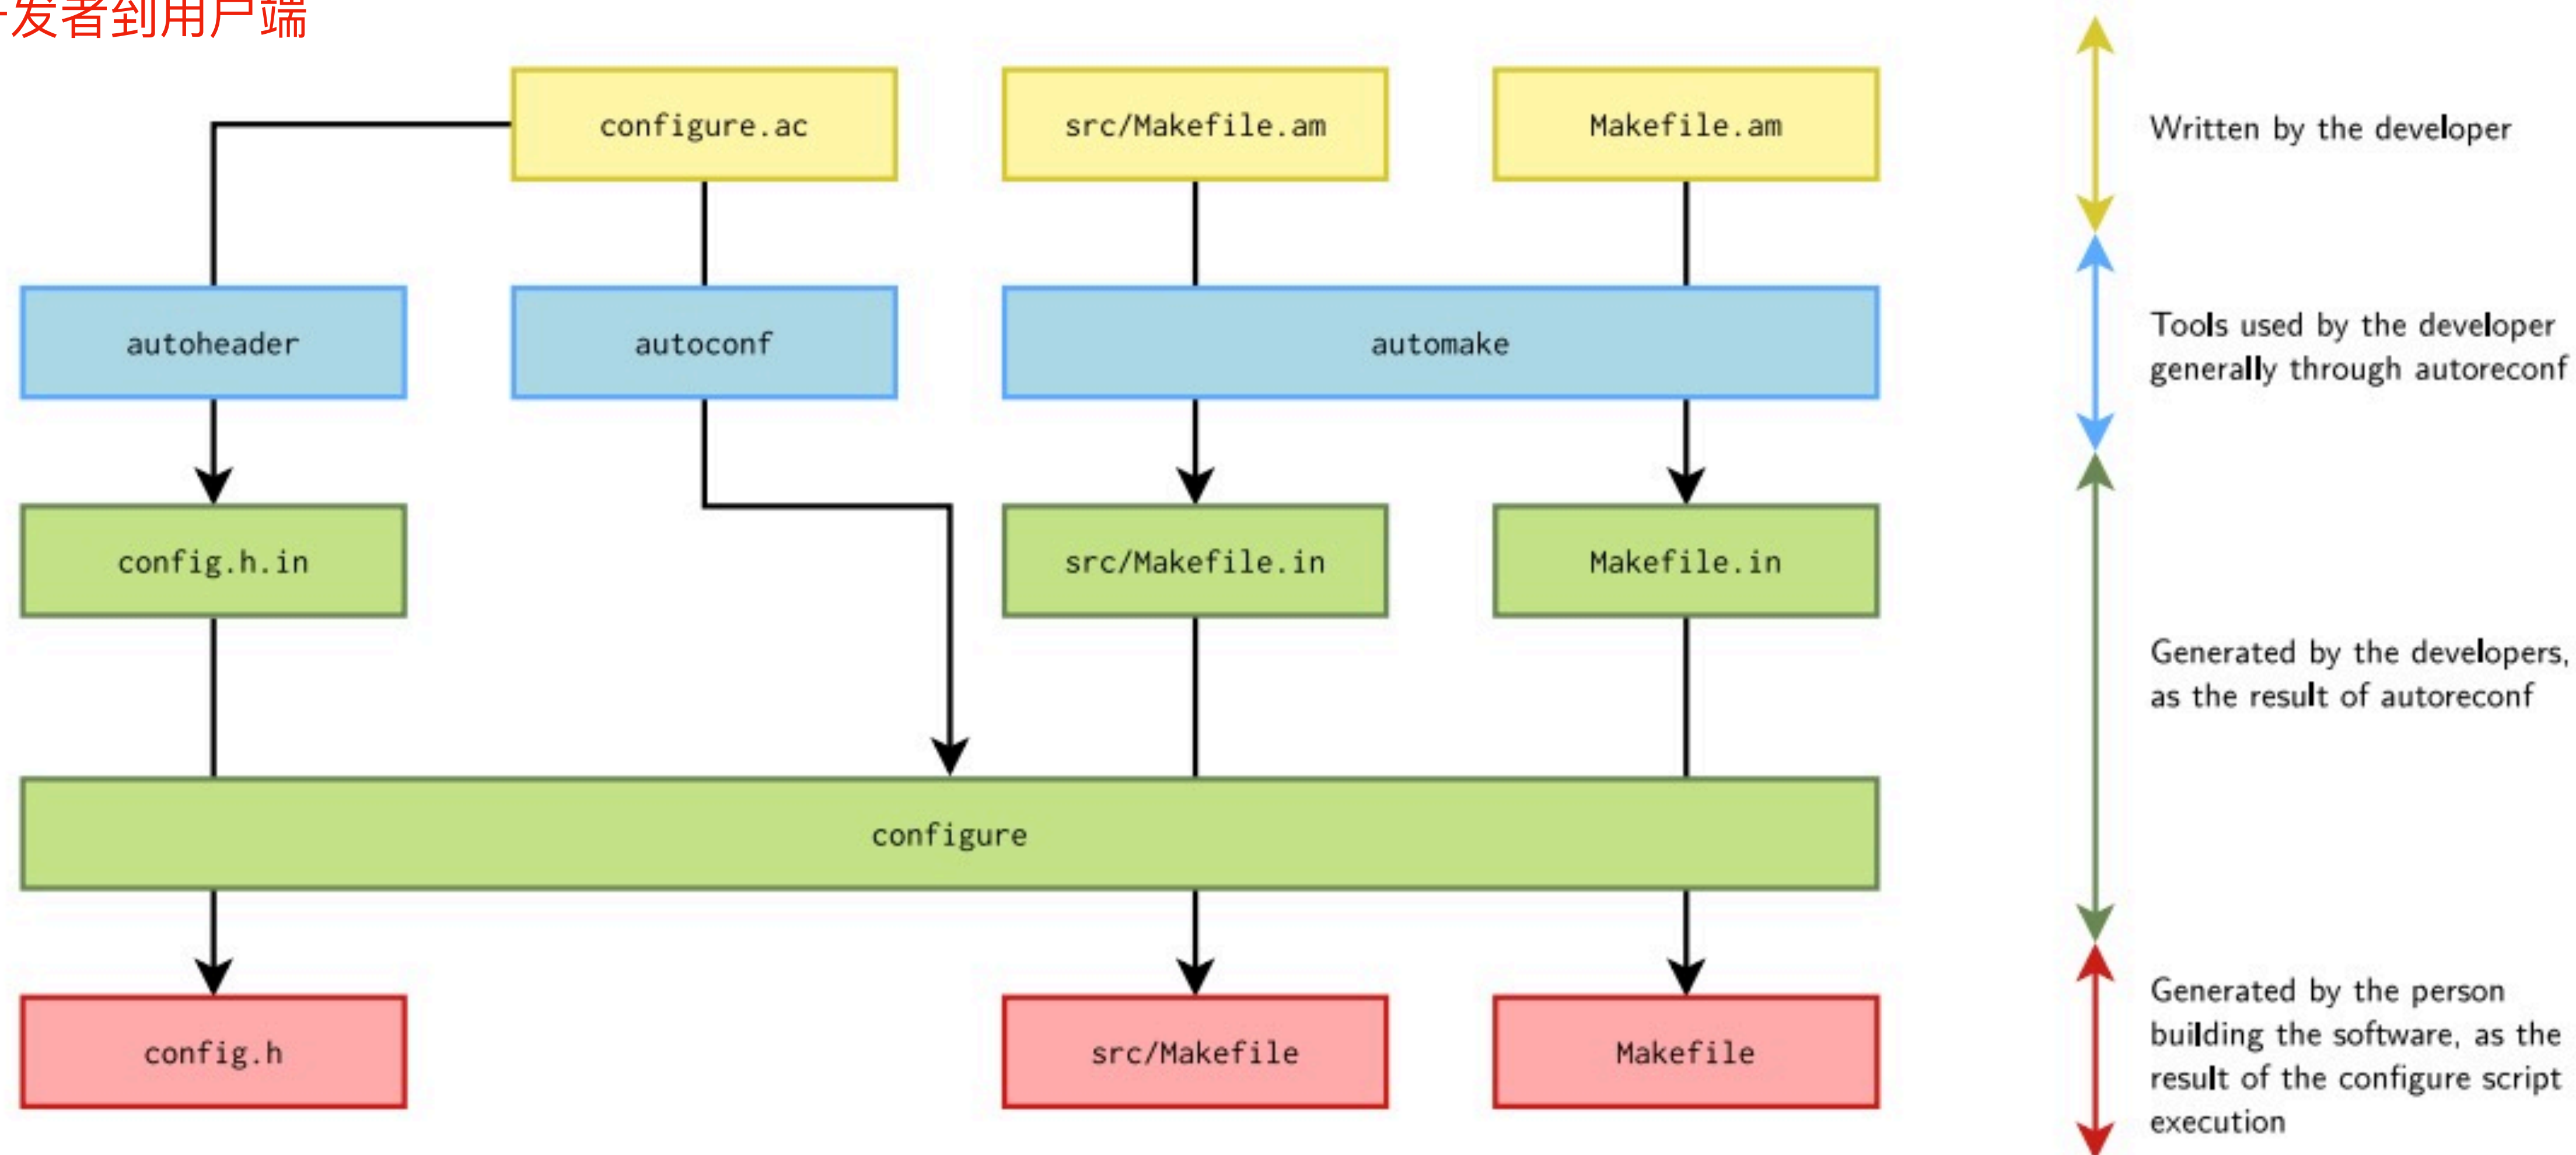 发者到用户端
configure.ac
src/Makefile.am
Makefile.am
Written by the developer
autoheader
autoconf
automake
Tools used by the developer
generally through autoreconf
config.h.in
src/Makefile.in
Makefile.in
Generated by the developers,
as the result of autoreconf
configure
config.h
src/Makefile
Makefile
Generated by the person
building the software, as the
result of the configure script
execution